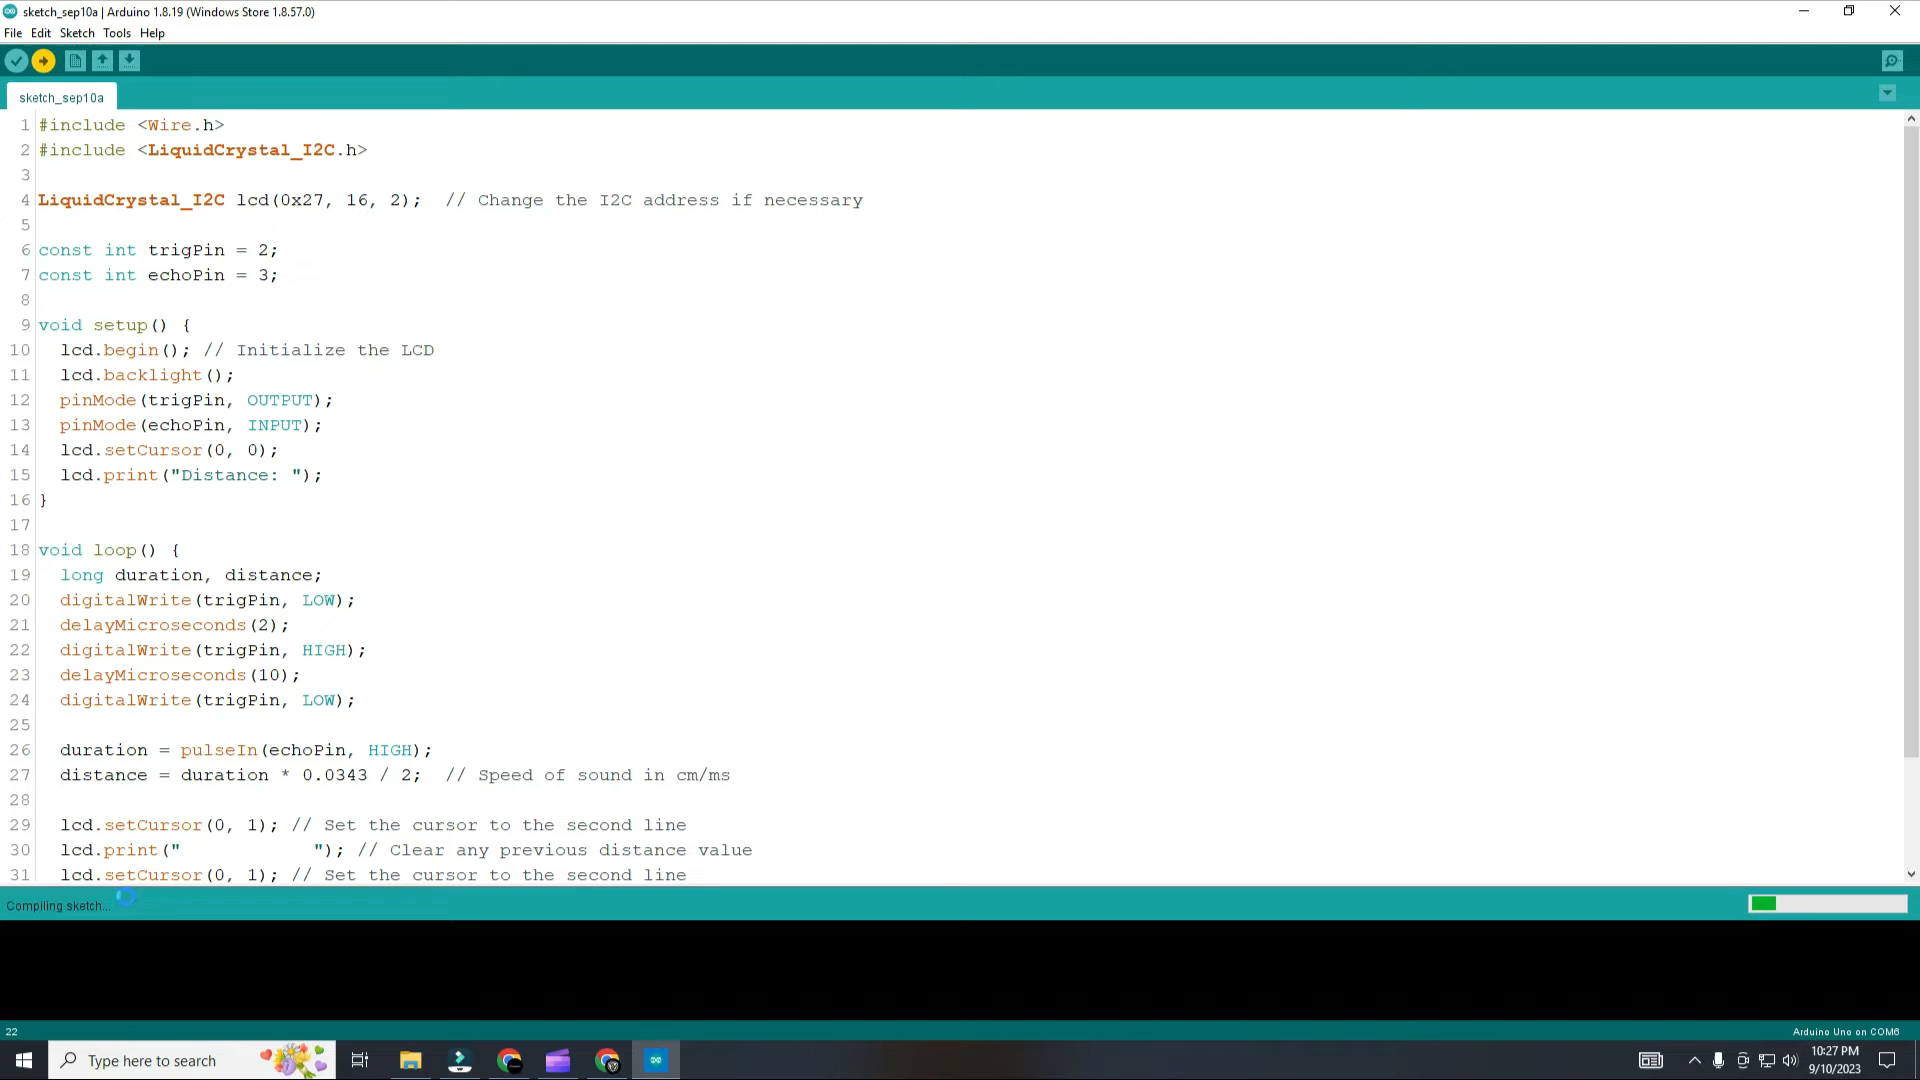 sketch_sep10a | Arduino 1.8.19 (Windows Store 1.8.57.0)
File Edit Sketch Tools Help
sketch_sep10a
1 #include <Wire.h>
2 #include <LiquidCrystal_I2C.h>
3
4 LiquidCrystal_I2C lcd(0x27, 16, 2);  // Change the I2C address if necessary
5
6 const int trigPin = 2;
7 const int echoPin = 3;
8
9 void setup() {
10   lcd.begin(); // Initialize the LCD
11   lcd.backlight();
12   pinMode(trigPin, OUTPUT);
13   pinMode(echoPin, INPUT);
14   lcd.setCursor(0, 0);
15   lcd.print("Distance: ");
16 }
17
18 void loop() {
19   long duration, distance;
20   digitalWrite(trigPin, LOW);
21   delayMicroseconds(2);
22   digitalWrite(trigPin, HIGH);
23   delayMicroseconds(10);
24   digitalWrite(trigPin, LOW);
25
26   duration = pulseIn(echoPin, HIGH);
27   distance = duration * 0.0343 / 2;  // Speed of sound in cm/ms
28
29   lcd.setCursor(0, 1); // Set the cursor to the second line
30   lcd.print("            "); // Clear any previous distance value
31   lcd.setCursor(0, 1); // Set the cursor to the second line
Compiling sketch...
22
Arduino Uno on COM6
Type here to search
10:27 PM
9/10/2023